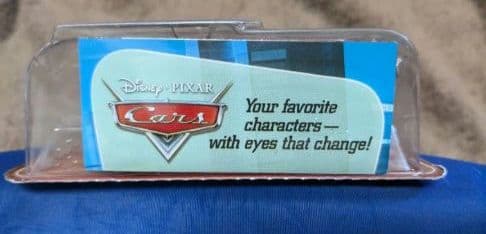 Disney · PIXAR
Cars
Your favorite
characters—
with eyes that change!